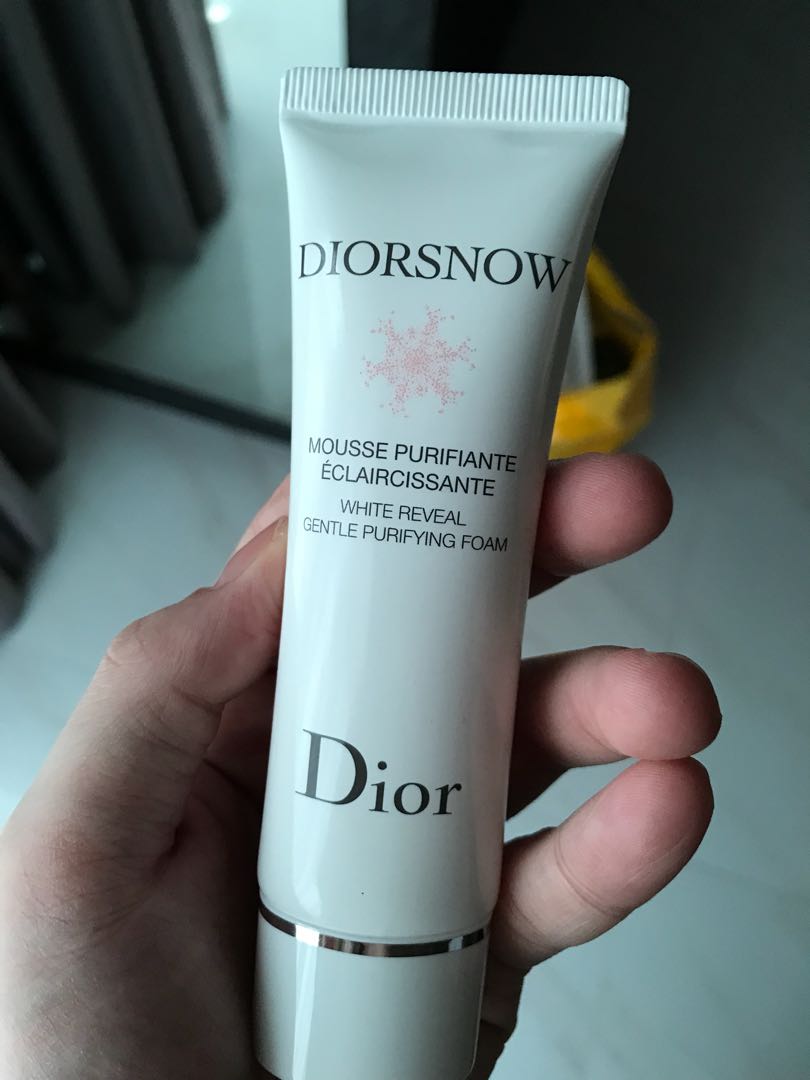 DIORSNOW
MOUSSE PURIFIANTE
ÉCLAIRCISSANTE
WHITE REVEAL
GENTLE PURIFYING FOAM
Dior